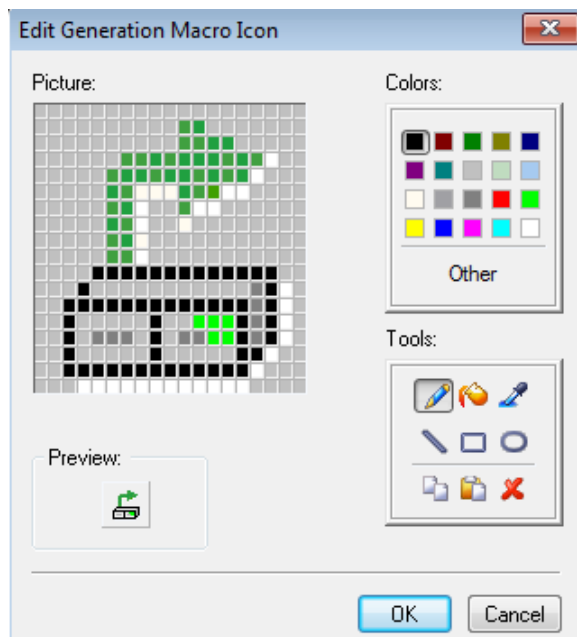 Edit Generation Macro Icon
Picture:
Colors:
Other
Tools:
Preview:
OK
Cancel